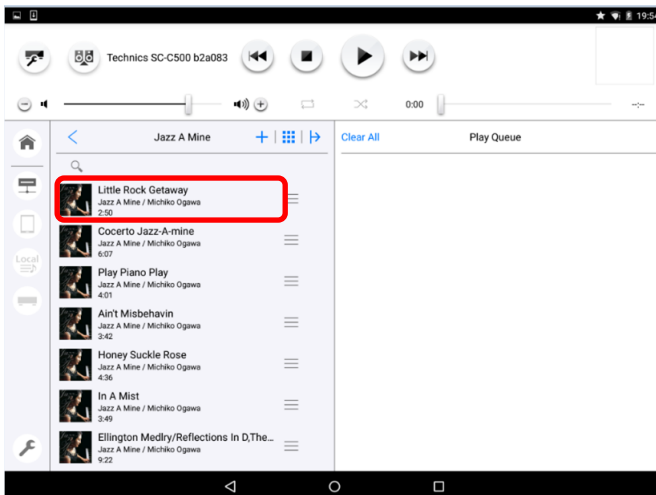 19:54
Technics SC-C500 b2a083
0:00
--:--
Jazz A Mine
Clear All
Play Queue
Little Rock Getaway
Jazz A Mine / Michiko Ogawa
2:50
Cocerto Jazz-A-mine
Jazz A Mine / Michiko Ogawa
6:07
Play Piano Play
Jazz A Mine / Michiko Ogawa
4:01
Ain't Misbehavin
Jazz A Mine / Michiko Ogawa
3:42
Honey Suckle Rose
Jazz A Mine / Michiko Ogawa
4:36
In A Mist
Jazz A Mine / Michiko Ogawa
3:49
Ellington Medlry/Reflections In D,The...
Jazz A Mine / Michiko Ogawa
9:22
Local